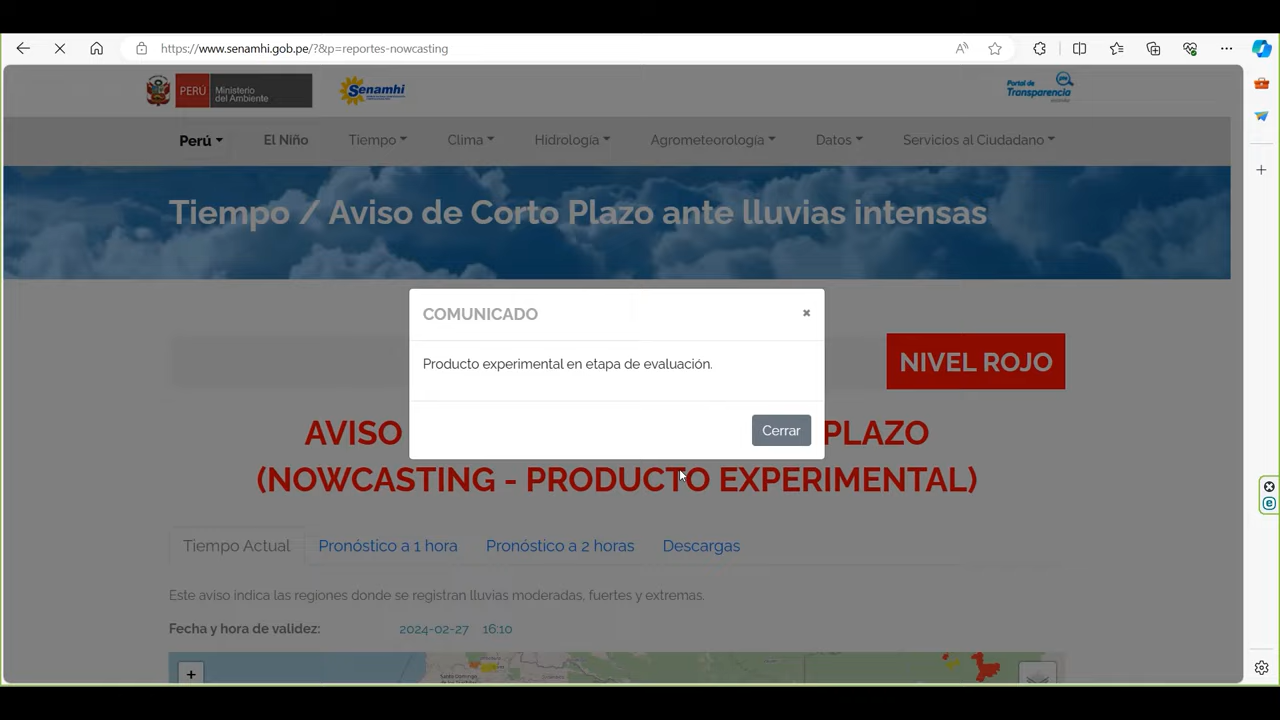 https://www.senamhi.gob.pe/?&p=reportes-nowcasting
PERÚ Ministerio del Ambiente
Senamhi
Portal de Transparencia
Perú El Niño Tiempo Clima Hidrología Agrometeorología Datos Servicios al Ciudadano
Tiempo / Aviso de Corto Plazo ante lluvias intensas
COMUNICADO ×
Producto experimental en etapa de evaluación.
Cerrar
NIVEL ROJO
AVISO PLAZO
(NOWCASTING - PRODUCTO EXPERIMENTAL)
Tiempo Actual Pronóstico a 1 hora Pronóstico a 2 horas Descargas
Este aviso indica las regiones donde se registran lluvias moderadas, fuertes y extremas.
Fecha y hora de validez: 2024-02-27 16:10
+